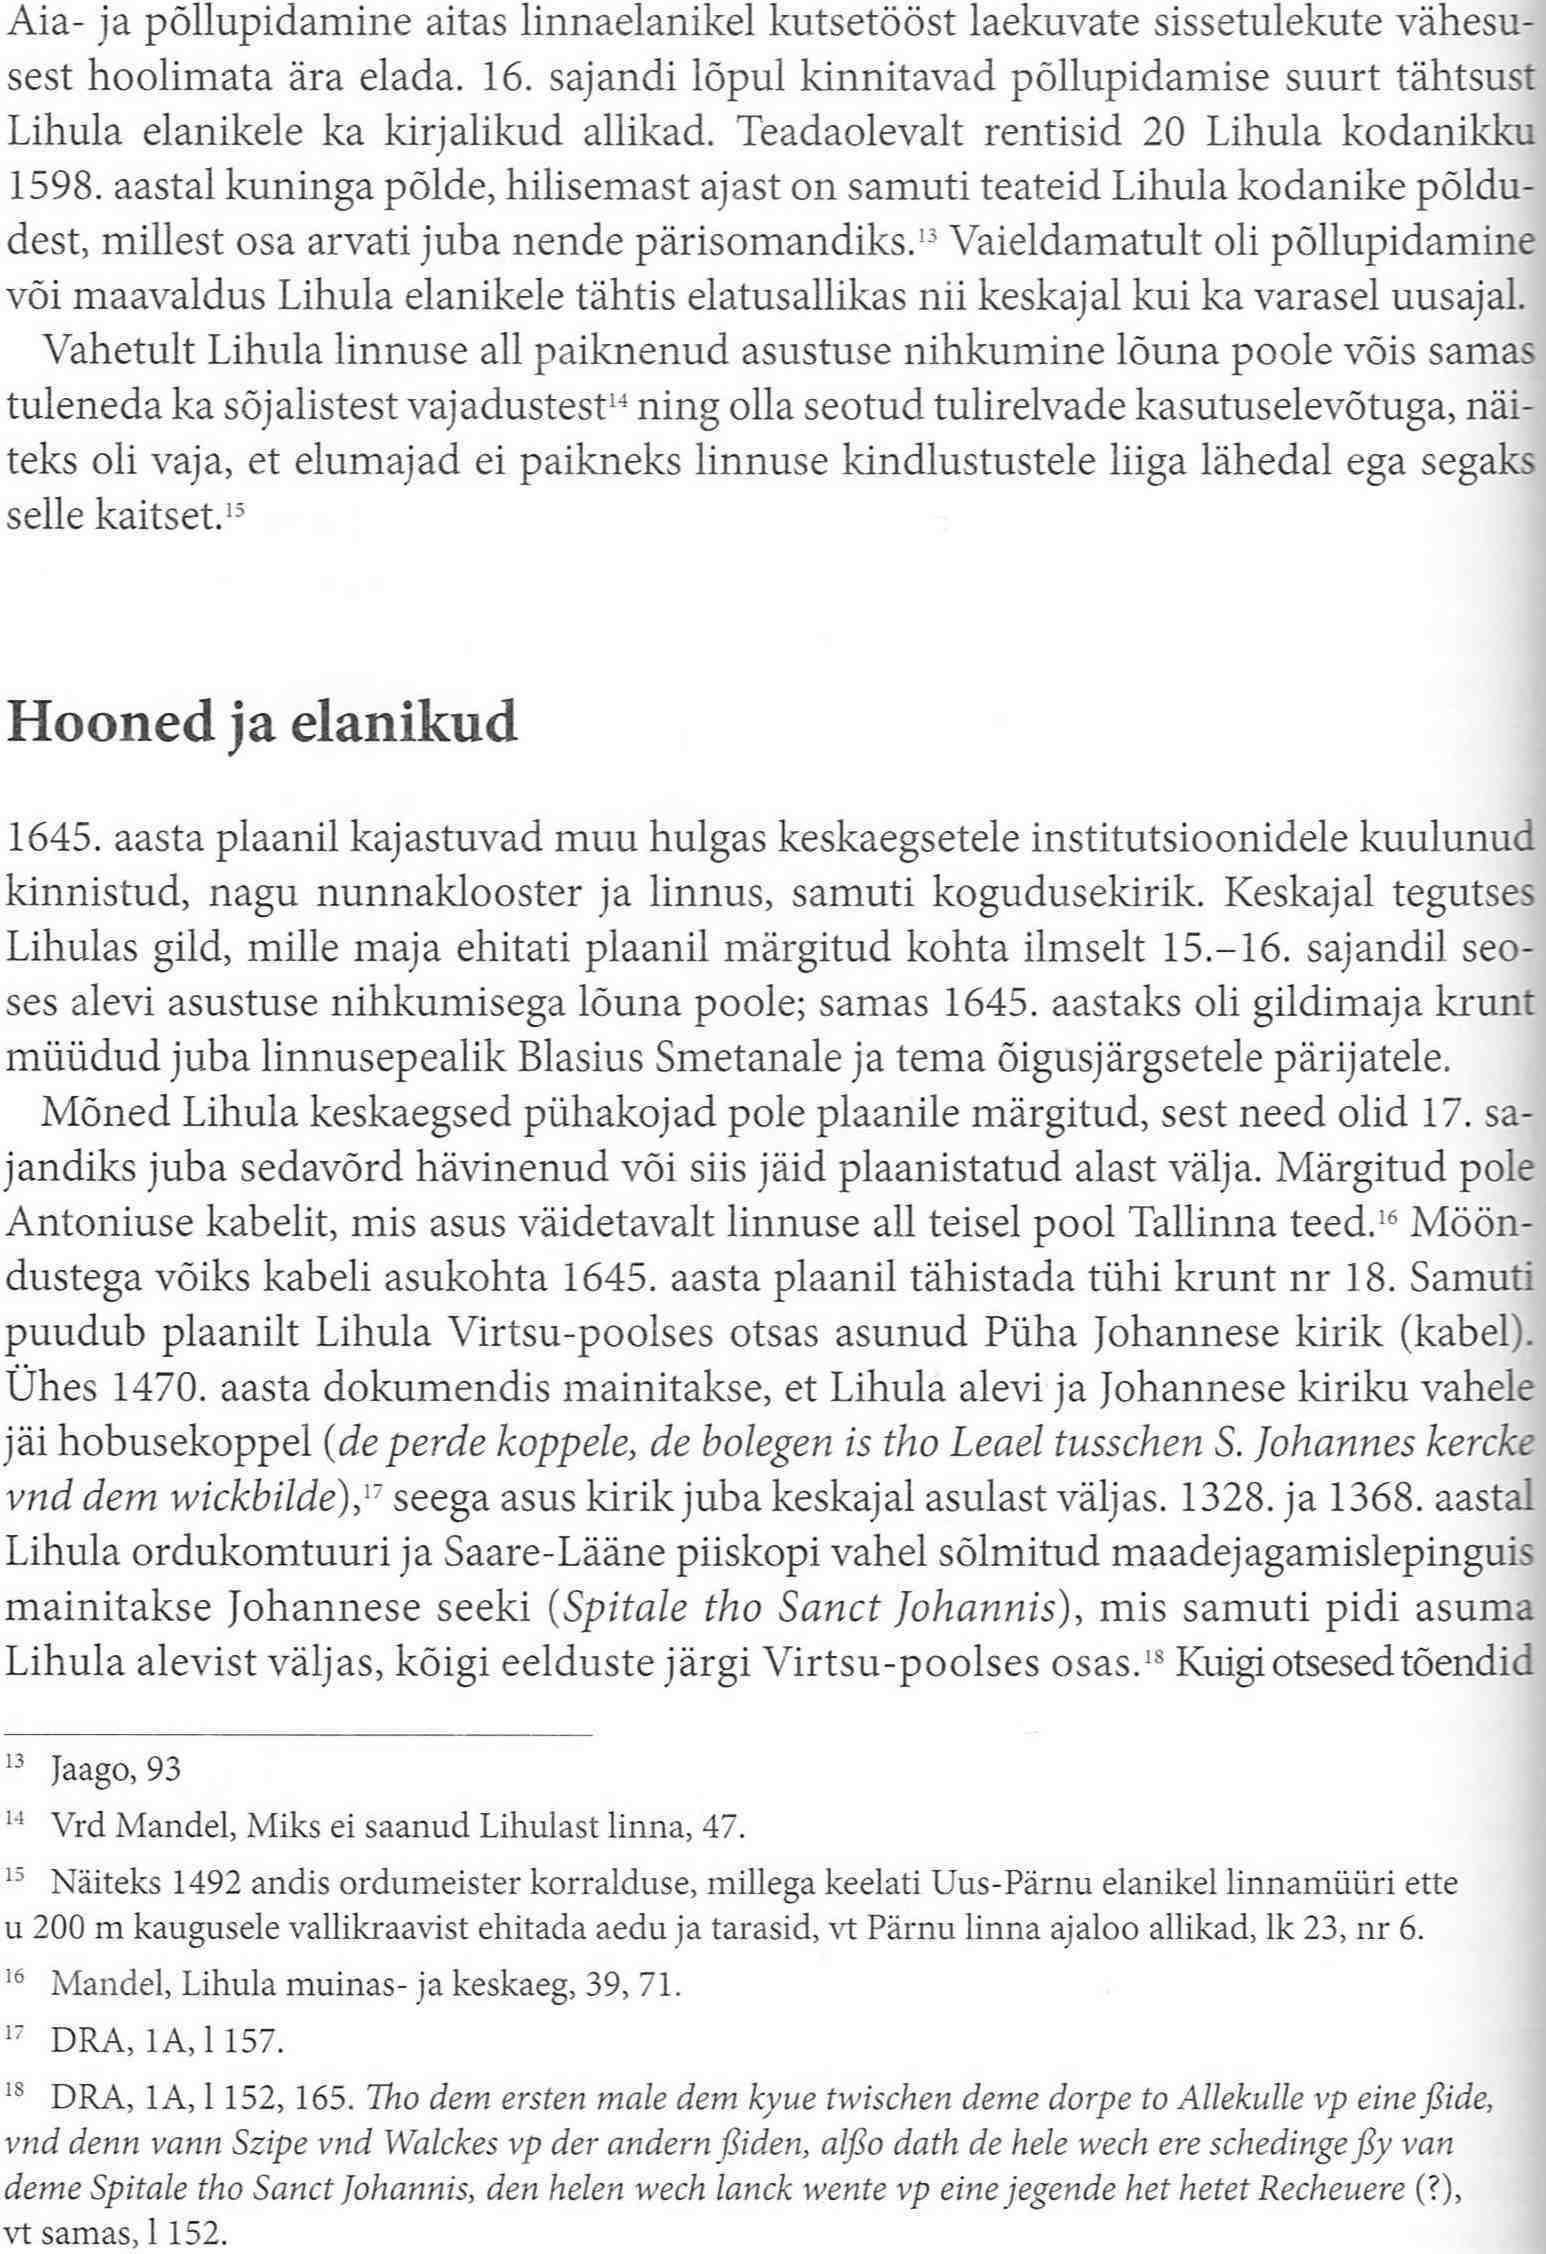 Aia- ja põllupidamine aitas linnaelanikel kutsetööst laekuvate sissetulekute vähesu-
sest hoolimata ära elada. 16. sajandi lõpul kinnitavad põllupidamise suurt tähtsust
Lihula elanikele ka kirjalikud allikad. Teadaolevalt rentisid 20 Lihula kodanikku
1598. aastal kuninga põlde, hilisemast ajast on samuti teateid Lihula kodanike põldu-
dest, millest osa arvati juba nende pärisomandiks.¹³ Vaieldamatult oli põllupidamine
või maavaldus Lihula elanikele tähtis elatusallikas nii keskajal kui ka varasel uusajal.
Vahetult Lihula linnuse all paiknenud asustuse nihkumine lõuna poole võis samas
tuleneda ka sõjalistest vajadustest¹⁴ ning olla seotud tulirelvade kasutuselevõtuga, näi-
teks oli vaja, et elumajad ei paikneks linnuse kindlustustele liiga lähedal ega segaks
selle kaitset.¹⁵
Hooned ja elanikud
1645. aasta plaanil kajastuvad muu hulgas keskaegsetele institutsioonidele kuulunud
kinnistud, nagu nunnaklooster ja linnus, samuti kogudusekirik. Keskajal tegutses
Lihulas gild, mille maja ehitati plaanil märgitud kohta ilmselt 15.–16. sajandil seo-
ses alevi asustuse nihkumisega lõuna poole; samas 1645. aastaks oli gildimaja krunt
müüdud juba linnusepealik Blasius Smetanale ja tema õigusjärgsetele pärijatele.
Mõned Lihula keskaegsed pühakojad pole plaanile märgitud, sest need olid 17. sa-
jandiks juba sedavõrd hävinenud või siis jäid plaanistatud alast välja. Märgitud pole
Antoniuse kabelit, mis asus väidetavalt linnuse all teisel pool Tallinna teed.¹⁶ Möön-
dustega võiks kabeli asukohta 1645. aasta plaanil tähistada tühi krunt nr 18. Samuti
puudub plaanilt Lihula Virtsu-poolses otsas asunud Püha Johannese kirik (kabel).
Ühes 1470. aasta dokumendis mainitakse, et Lihula alevi ja Johannese kiriku vahele
jäi hobusekoppel (de perde koppele, de bolegen is tho Leael tusschen S. Johannes kercke
vnd dem wickbilde),¹⁷ seega asus kirik juba keskajal asulast väljas. 1328. ja 1368. aastal
Lihula ordukomtuuri ja Saare-Lääne piiskopi vahel sõlmitud maadejagamislepinguis
mainitakse Johannese seeki (Spitale tho Sanct Johannis), mis samuti pidi asuma
Lihula alevist väljas, kõigi eelduste järgi Virtsu-poolses osas.¹⁸ Kuigi otsesed tõendid
¹³ Jaago, 93
¹⁴ Vrd Mandel, Miks ei saanud Lihulast linna, 47.
¹⁵ Näiteks 1492 andis ordumeister korralduse, millega keelati Uus-Pärnu elanikel linnamüüri ette
u 200 m kaugusele vallikraavist ehitada aedu ja tarasid, vt Pärnu linna ajaloo allikad, lk 23, nr 6.
¹⁶ Mandel, Lihula muinas- ja keskaeg, 39, 71.
¹⁷ DRA, 1A, l 157.
¹⁸ DRA, 1A, l 152, 165. Tho dem ersten male dem kyue twischen deme dorpe to Allekulle vp eine ßide,
vnd denn vann Szipe vnd Walckes vp der andern ßiden, alßo dath de hele wech ere schedinge ßy van
deme Spitale tho Sanct Johannis, den helen wech lanck wente vp eine jegende het hetet Recheuere (?),
vt samas, l 152.